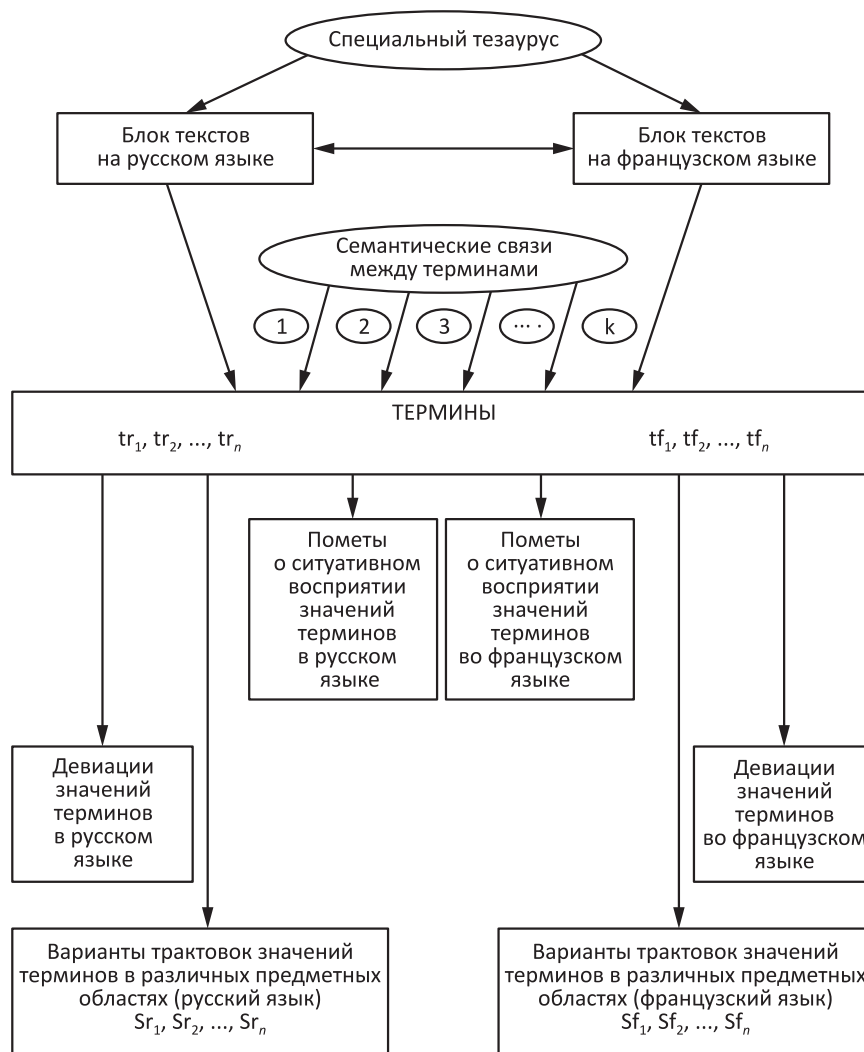 Специальный тезаурус
Блок текстов
на русском языке
Блок текстов
на французском языке
Семантические связи
между терминами
1 2 3 ... . k
ТЕРМИНЫ
tr₁, tr₂, ..., trₙ
tf₁, tf₂, ..., tfₙ
Пометы
о ситуативном
восприятии
значений
терминов
в русском
языке
Пометы
о ситуативном
восприятии
значений
терминов
во французском
языке
Девиации
значений
терминов
в русском
языке
Девиации
значений
терминов
во французском
языке
Варианты трактовок значений
терминов в различных предметных
областях (русский язык)
Sr₁, Sr₂, ..., Srₙ
Варианты трактовок значений
терминов в различных предметных
областях (французский язык)
Sf₁, Sf₂, ..., Sfₙ